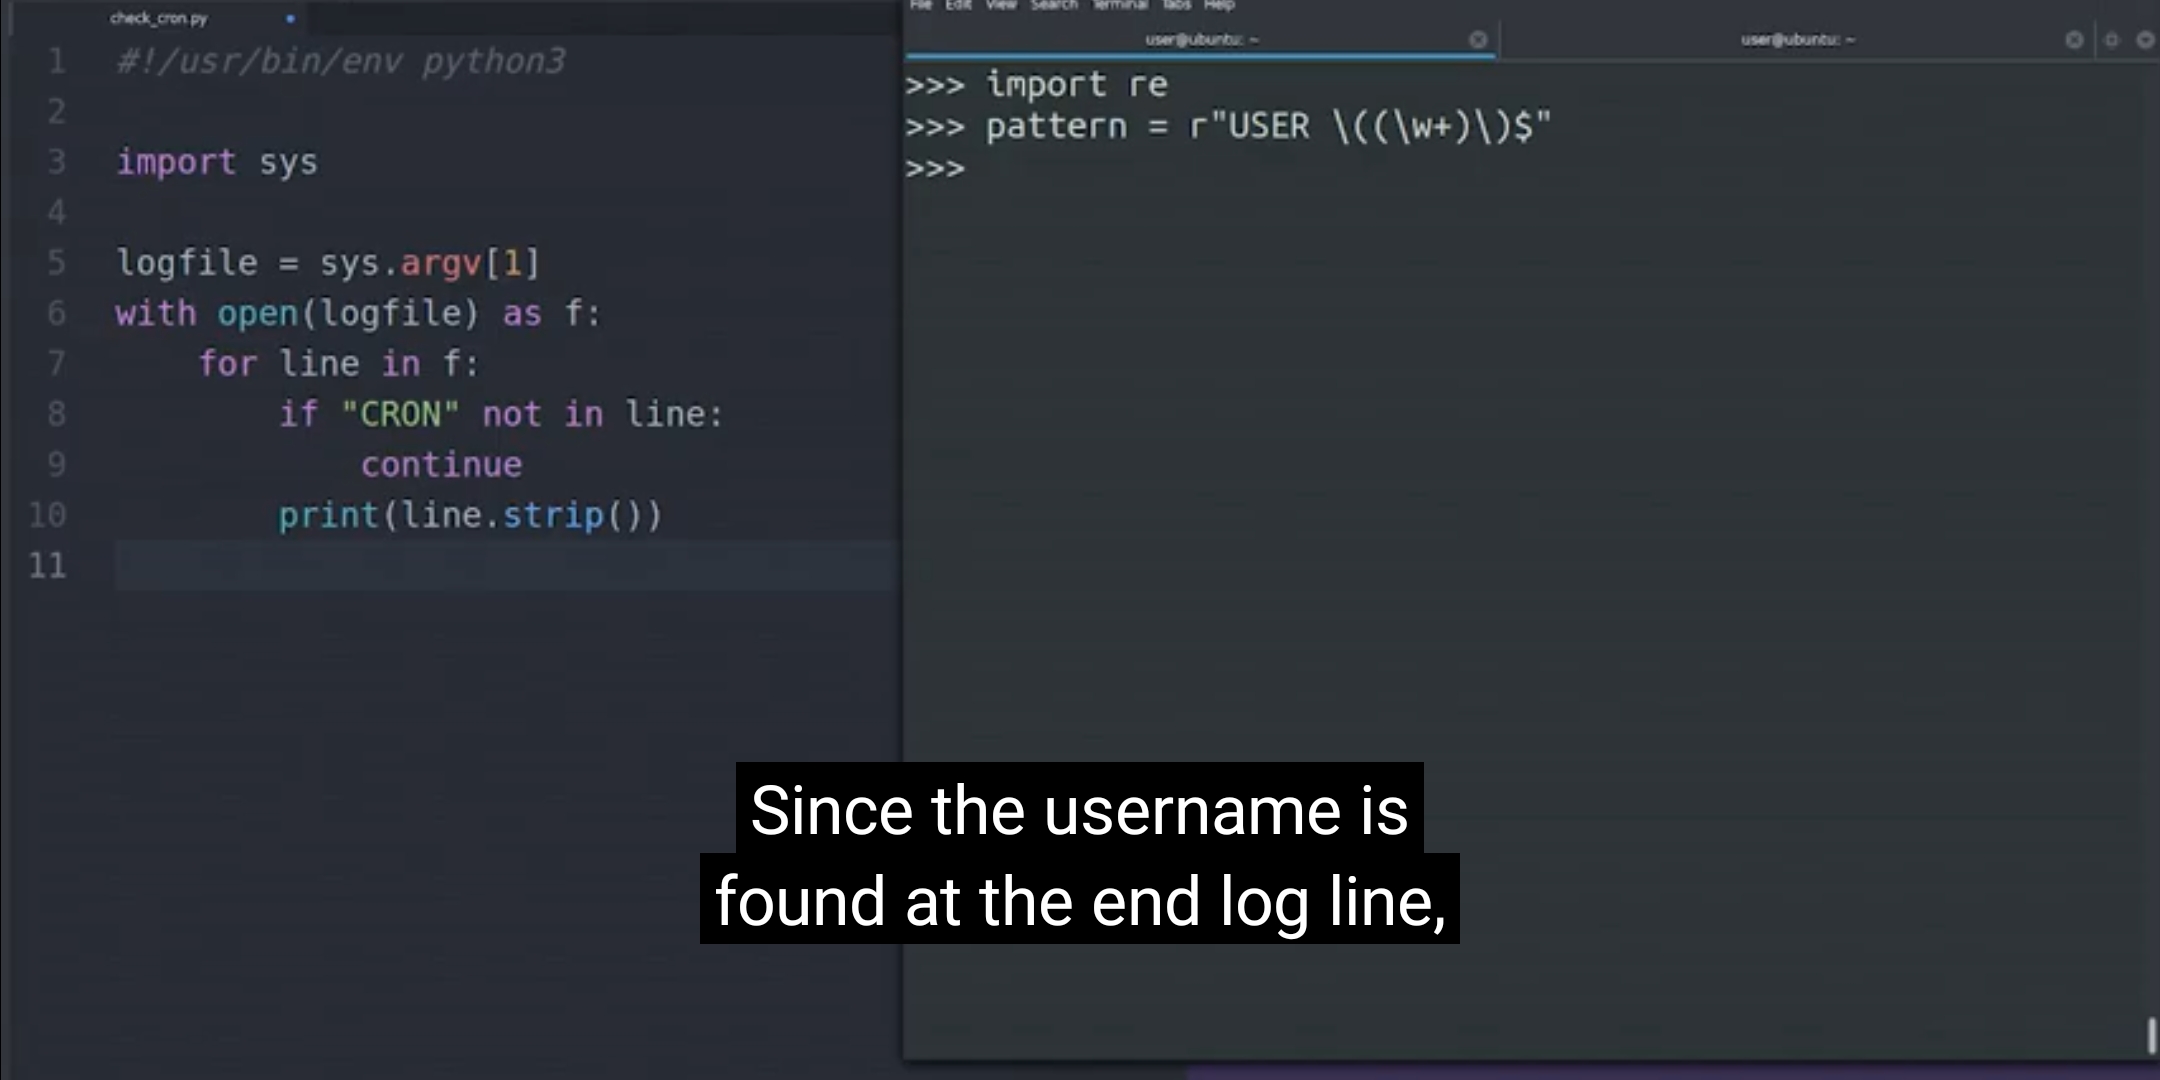 check_cron.py
1 #!/usr/bin/env python3
2
3 import sys
4
5 logfile = sys.argv[1]
6 with open(logfile) as f:
7     for line in f:
8         if "CRON" not in line:
9             continue
10         print(line.strip())
11
File Edit View Search Terminal Tabs Help
user@ubuntu: ~
user@ubuntu: ~
>>> import re
>>> pattern = r"USER \((\w+)\)$"
>>>
Since the username is
found at the end log line,